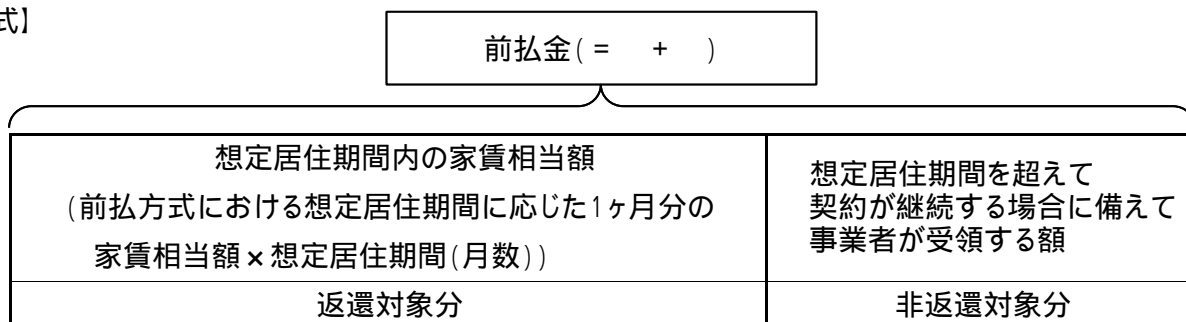 式】
前払金(= + )
想定居住期間内の家賃相当額
(前払方式における想定居住期間に応じた1ヶ月分の
家賃相当額×想定居住期間(月数))
想定居住期間を超えて
契約が継続する場合に備えて
事業者が受領する額
返還対象分
非返還対象分